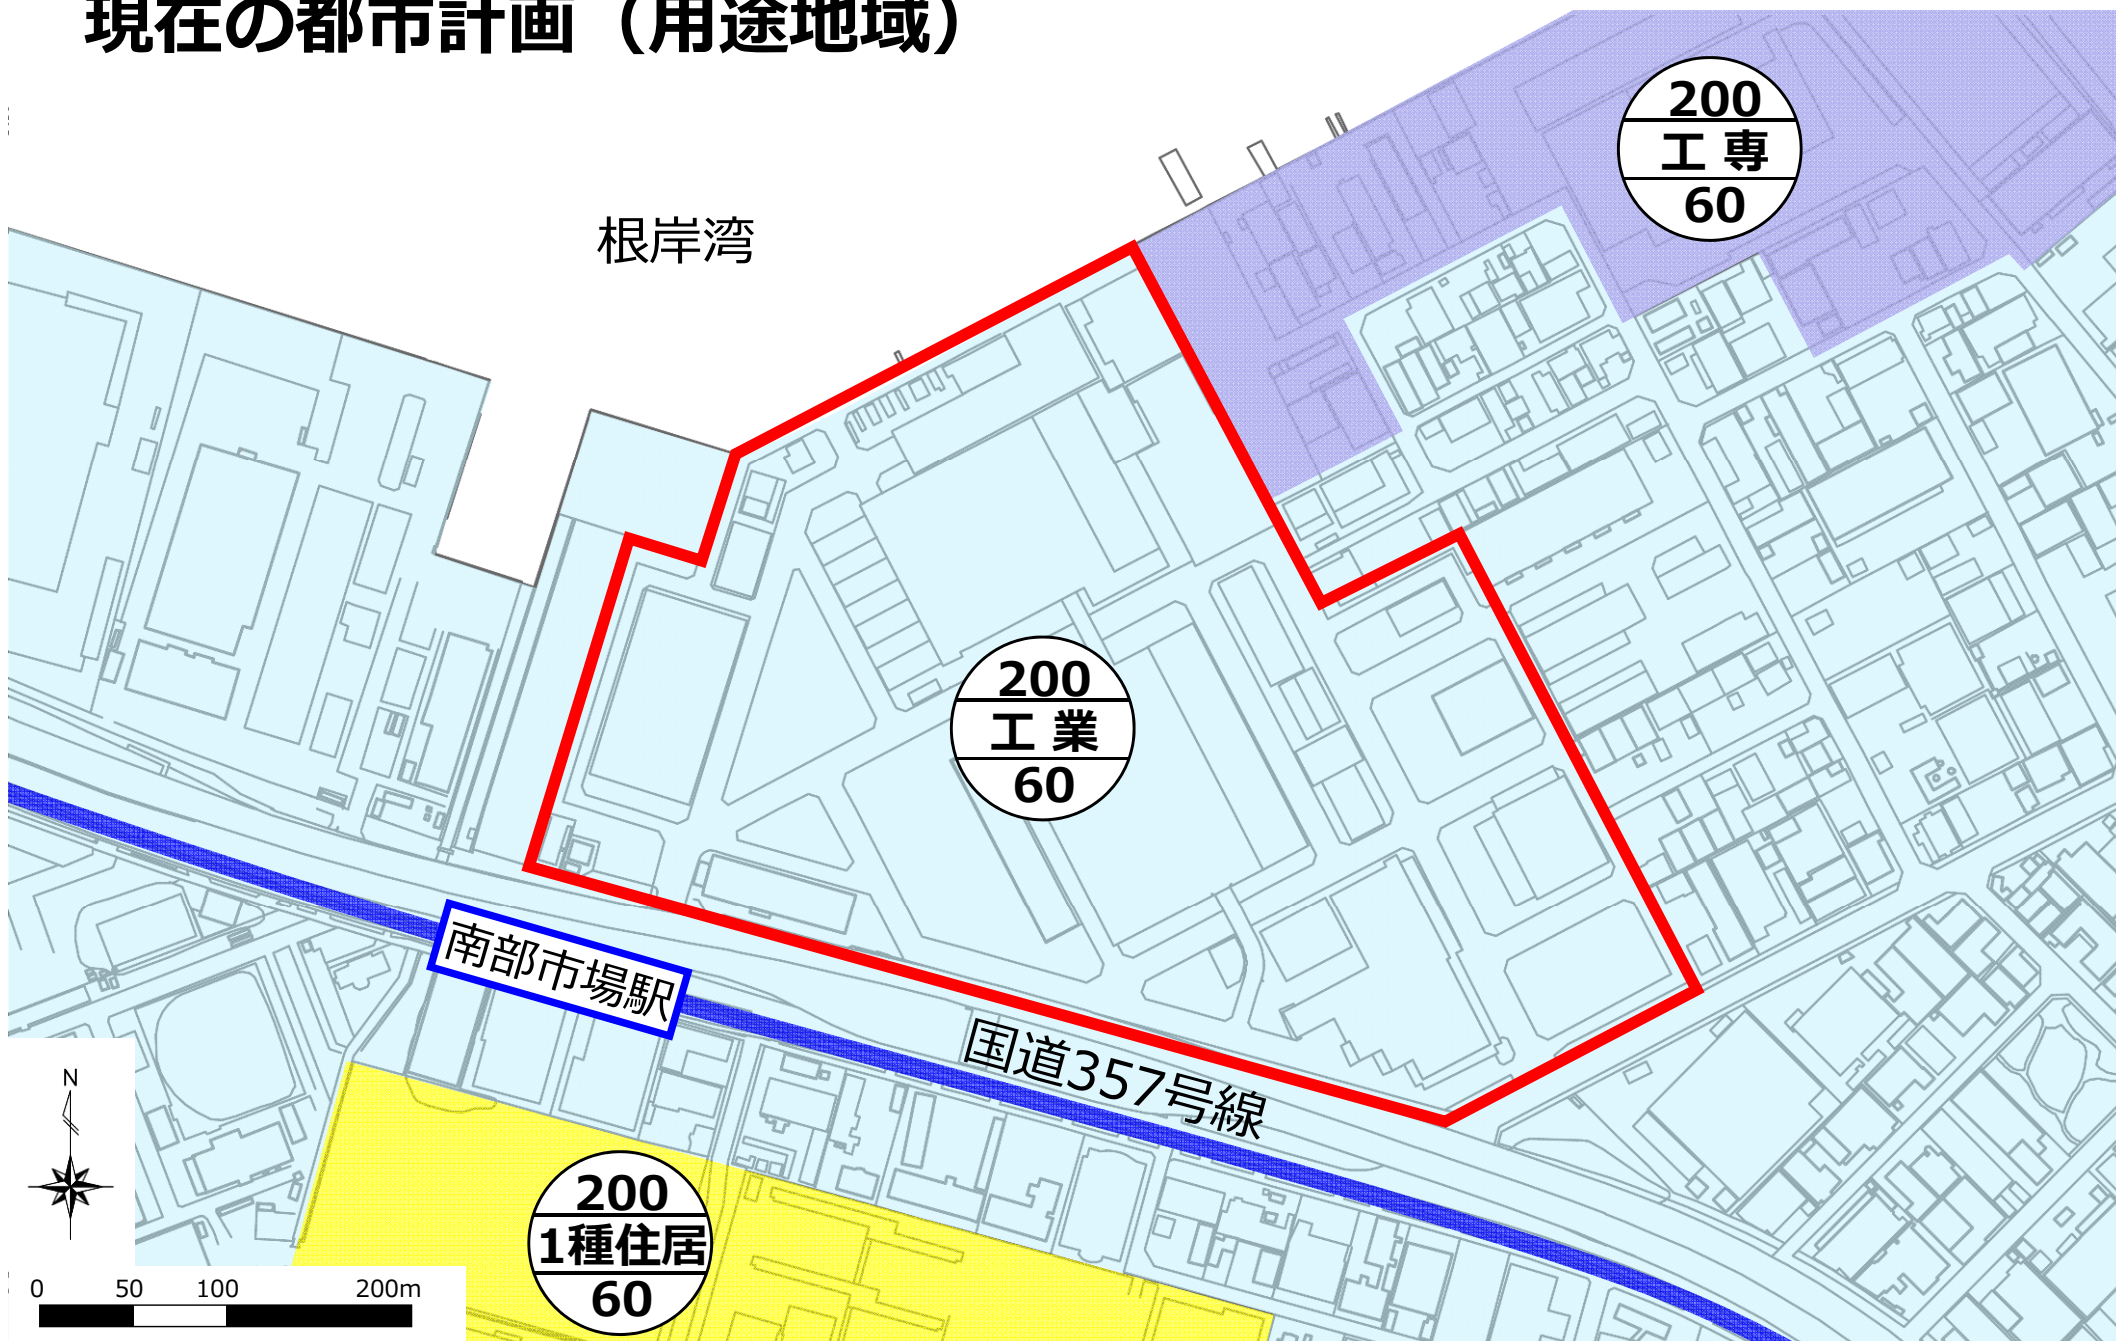 現在の都市計画（用途地域）
200
工専
60
根岸湾
200
工業
60
南部市場駅
国道357号線
N
200
1種住居
60
0 50 100 200m